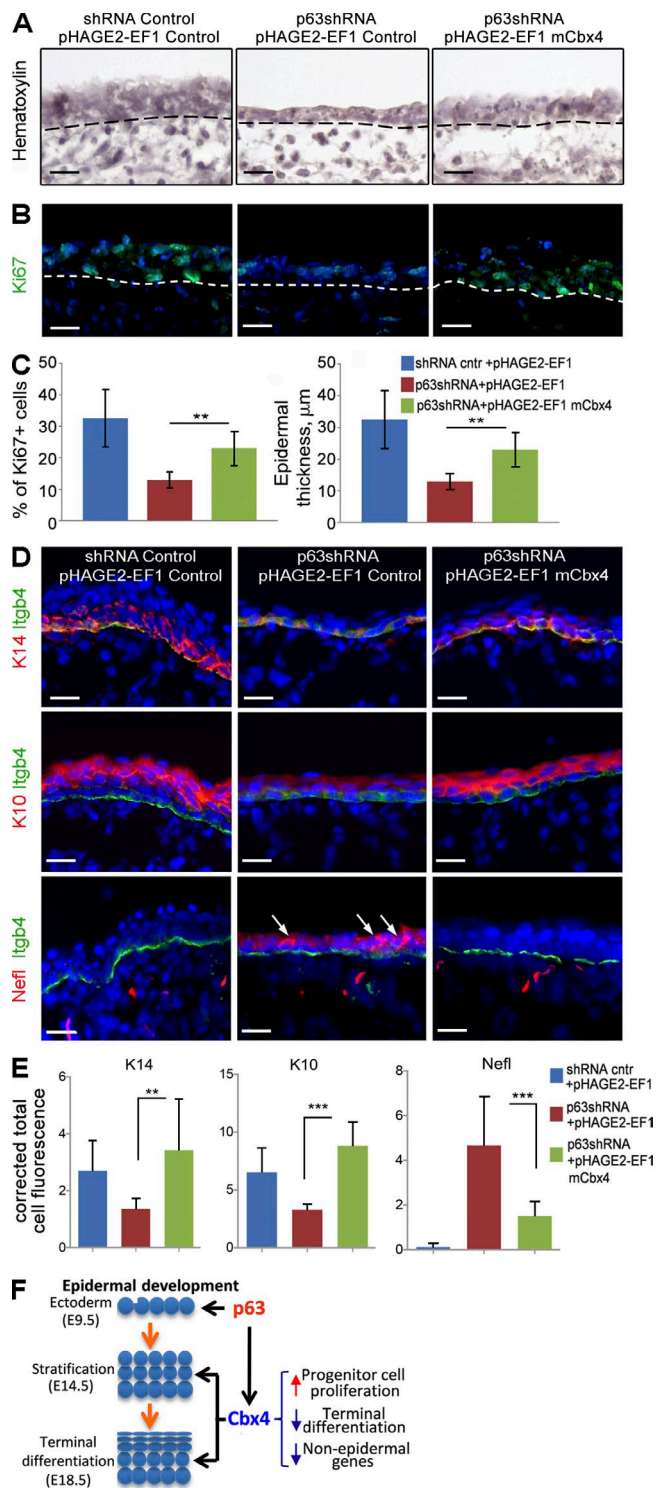 A
shRNA Control
pHAGE2-EF1 Control
p63shRNA
pHAGE2-EF1 Control
p63shRNA
pHAGE2-EF1 mCbx4
Hematoxylin
B
Ki67
C
% of Ki67+ cells
50
40
30
20
10
0
**
Epidermal
thickness, μm
50
40
30
20
10
0
**
shRNA cntr +pHAGE2-EF1
p63shRNA+pHAGE2-EF1
p63shRNA+pHAGE2-EF1 mCbx4
D
shRNA Control
pHAGE2-EF1 Control
p63shRNA
pHAGE2-EF1 Control
p63shRNA
pHAGE2-EF1 mCbx4
K14 Itgb4
K10 Itgb4
Nefl Itgb4
E
corrected total
cell fluorescence
K14
6
4
2
0
**
K10
15
10
5
0
***
Nefl
8
6
4
2
0
***
shRNA cntr
+pHAGE2-EF1
p63shRNA
+pHAGE2-EF1
p63shRNA
+pHAGE2-EF1
mCbx4
F
Epidermal development
Ectoderm
(E9.5)
p63
Stratification
(E14.5)
Cbx4
Terminal
differentiation
(E18.5)
Progenitor cell
proliferation
Terminal
differentiation
Non-epidermal
genes